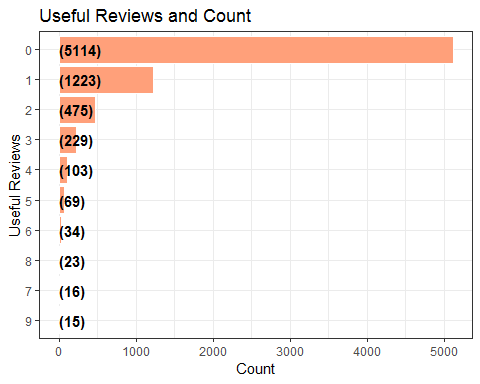 Useful Reviews and Count
Useful Reviews
0 (5114)
1 (1223)
2 (475)
3 (229)
4 (103)
5 (69)
6 (34)
8 (23)
7 (16)
9 (15)
0 1000 2000 3000 4000 5000
Count